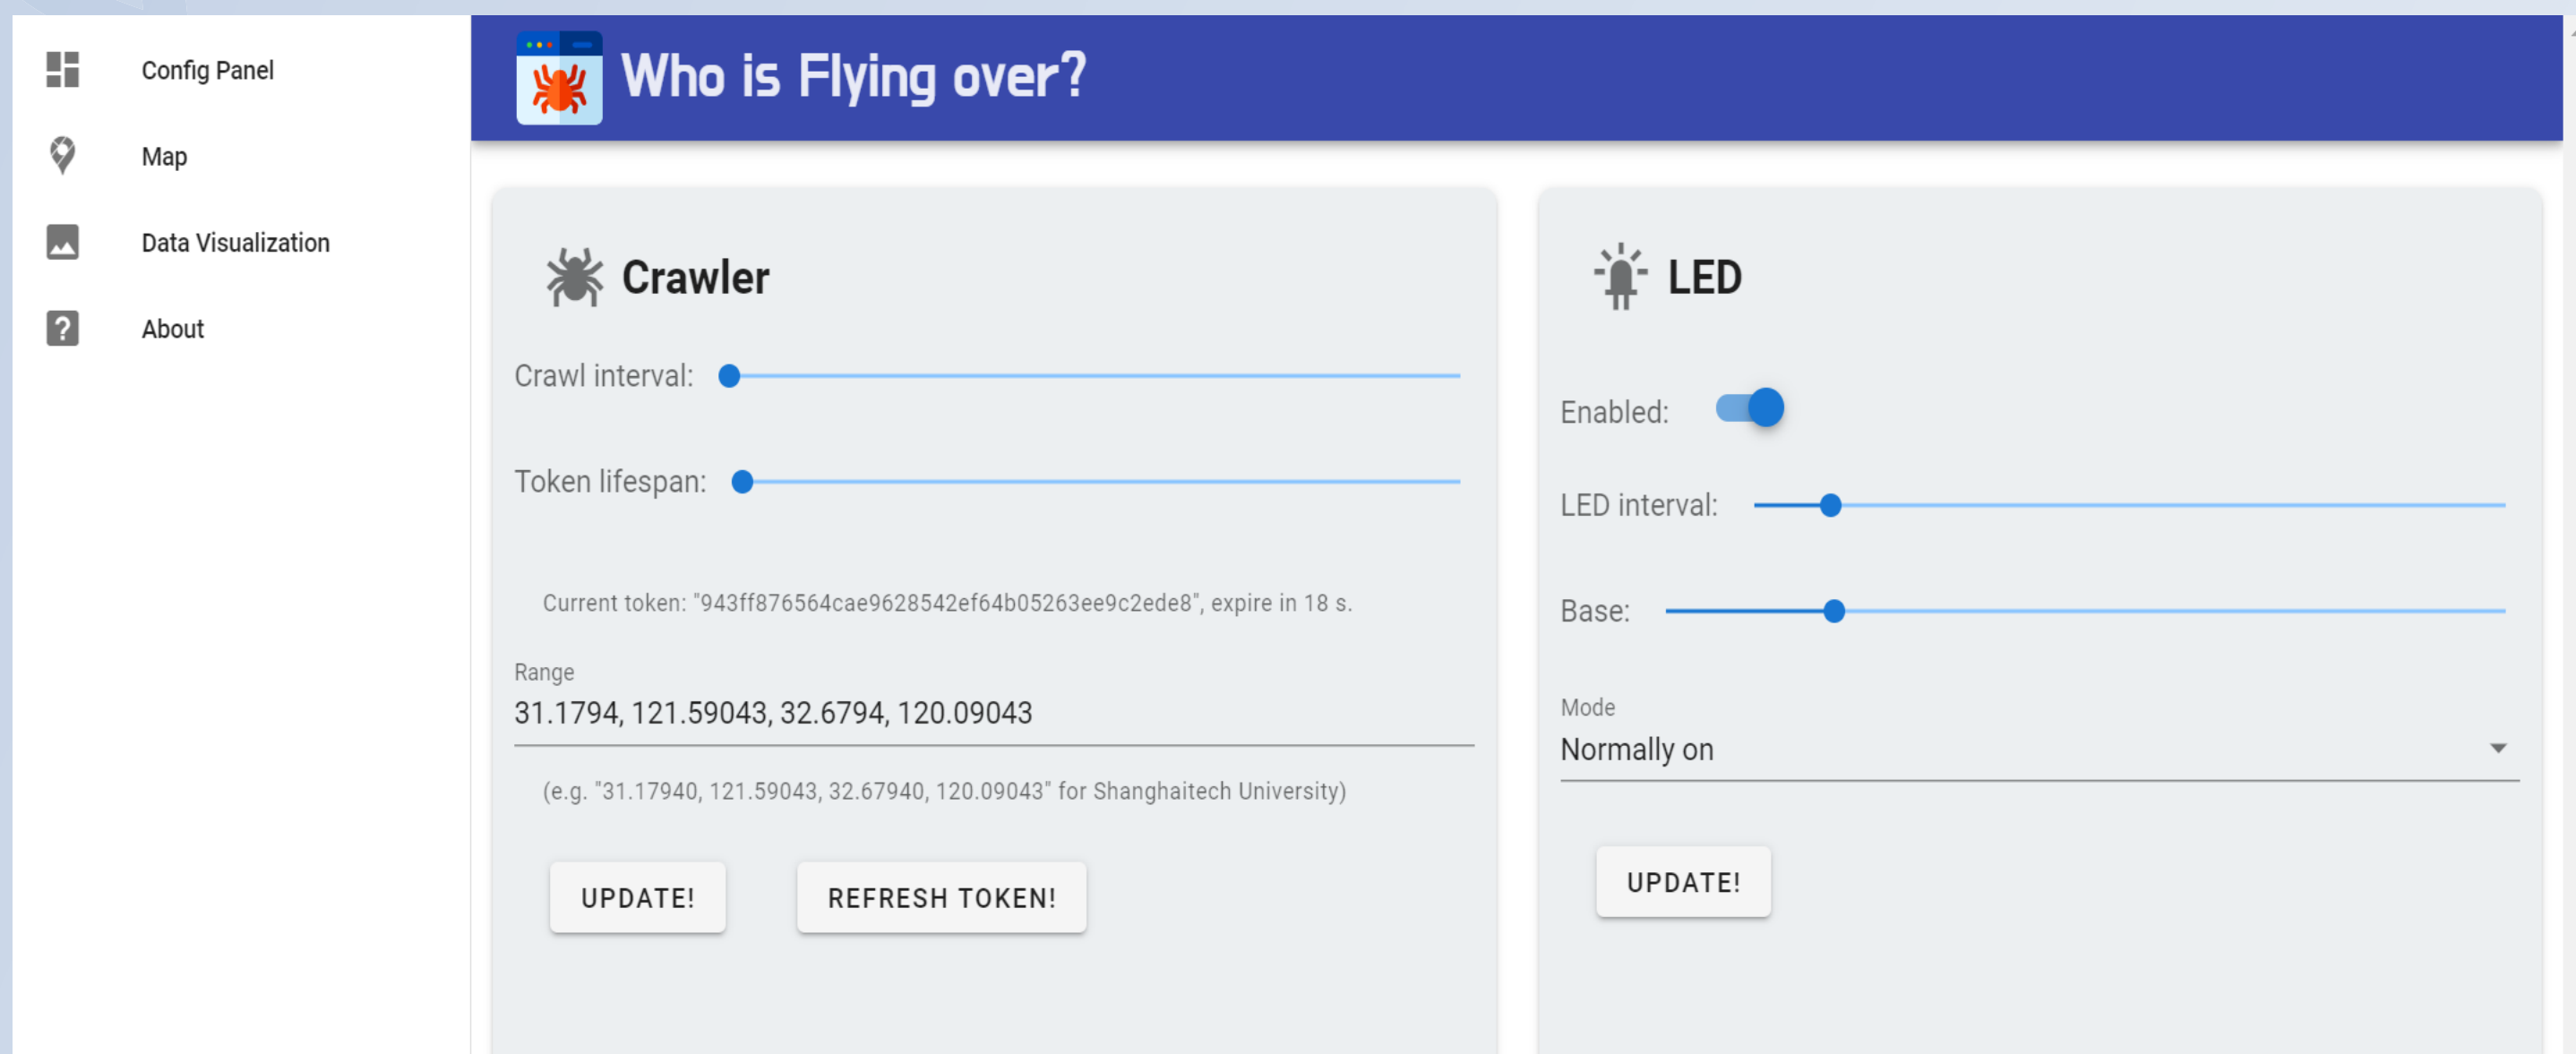 Config Panel
Map
Data Visualization
About
Who is Flying over?
Crawler
Crawl interval:
Token lifespan:
Current token: "943ff876564cae9628542ef64b05263ee9c2ede8", expire in 18 s.
Range
31.1794, 121.59043, 32.6794, 120.09043
(e.g. "31.17940, 121.59043, 32.67940, 120.09043" for Shanghaitech University)
UPDATE!
REFRESH TOKEN!
LED
Enabled:
LED interval:
Base:
Mode
Normally on
UPDATE!